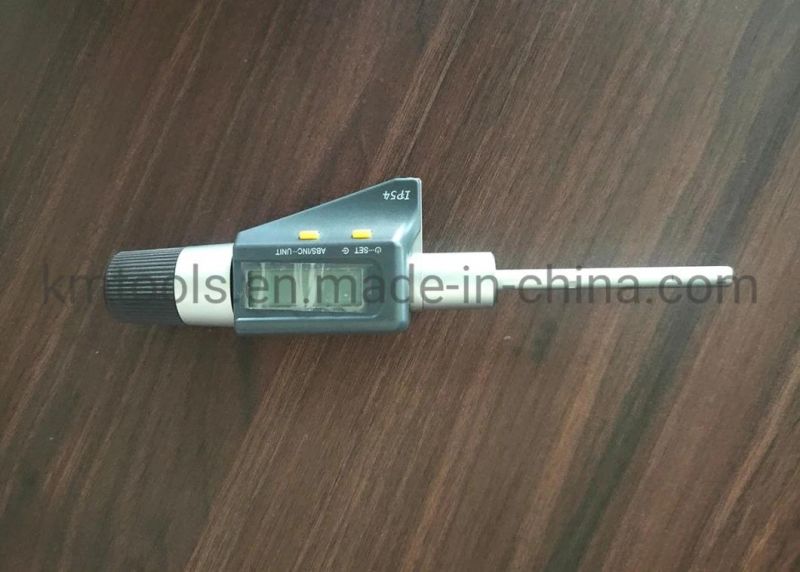 IP54
⏻···SET
ABS/INC···UNIT
kmtools.en.made-in-china.com